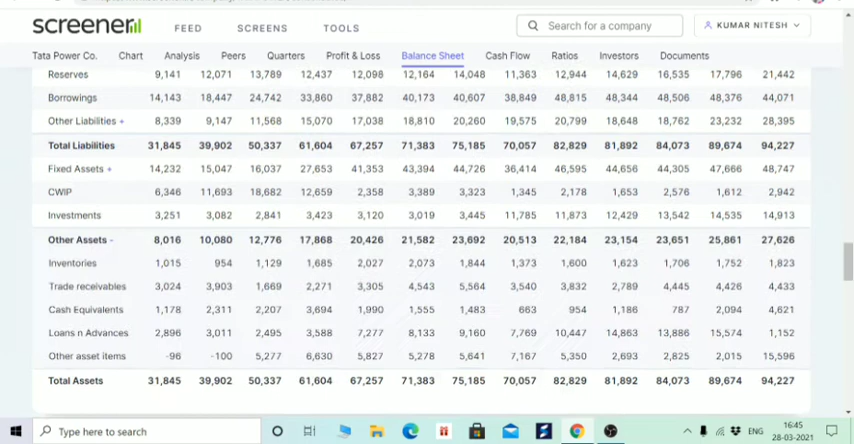 screener
FEED SCREENS TOOLS
Search for a company
KUMAR NITESH
Tata Power Co. Chart Analysis Peers Quarters Profit & Loss Balance Sheet Cash Flow Ratios Investors Documents
Reserves 9,141 12,071 13,789 12,437 12,098 12,164 14,048 11,363 12,944 14,629 16,535 17,796 21,442
Borrowings 14,143 18,447 24,742 33,860 37,882 40,173 40,607 38,849 48,815 48,344 48,506 48,376 44,071
Other Liabilities + 8,339 9,147 11,568 15,070 17,038 18,810 20,260 19,575 20,799 18,648 18,762 23,232 28,395
Total Liabilities 31,845 39,902 50,337 61,604 67,257 71,383 75,185 70,057 82,829 81,892 84,073 89,674 94,227
Fixed Assets + 14,232 15,047 16,037 27,653 41,353 43,394 44,726 36,414 46,595 44,656 44,305 47,666 48,747
CWIP 6,346 11,693 18,682 12,659 2,358 3,389 3,323 1,345 2,178 1,653 2,576 1,612 2,942
Investments 3,251 3,082 2,841 3,423 3,120 3,019 3,445 11,785 11,873 12,429 13,542 14,535 14,913
Other Assets - 8,016 10,080 12,776 17,868 20,426 21,582 23,692 20,513 22,184 23,154 23,651 25,861 27,626
Inventories 1,015 954 1,129 1,685 2,027 2,073 1,844 1,373 1,600 1,623 1,706 1,752 1,823
Trade receivables 3,024 3,903 1,669 2,271 3,305 4,543 5,564 3,540 3,832 2,789 4,445 4,426 4,433
Cash Equivalents 1,178 2,311 2,207 3,694 1,990 1,555 1,483 663 954 1,186 787 2,094 4,621
Loans n Advances 2,896 3,011 2,495 3,588 7,277 8,133 9,160 7,769 10,447 14,863 13,886 15,574 1,152
Other asset items -96 -100 5,277 6,630 5,827 5,278 5,641 7,167 5,350 2,693 2,825 2,015 15,596
Total Assets 31,845 39,902 50,337 61,604 67,257 71,383 75,185 70,057 82,829 81,892 84,073 89,674 94,227
Type here to search
ENG
16:45
28-03-2021